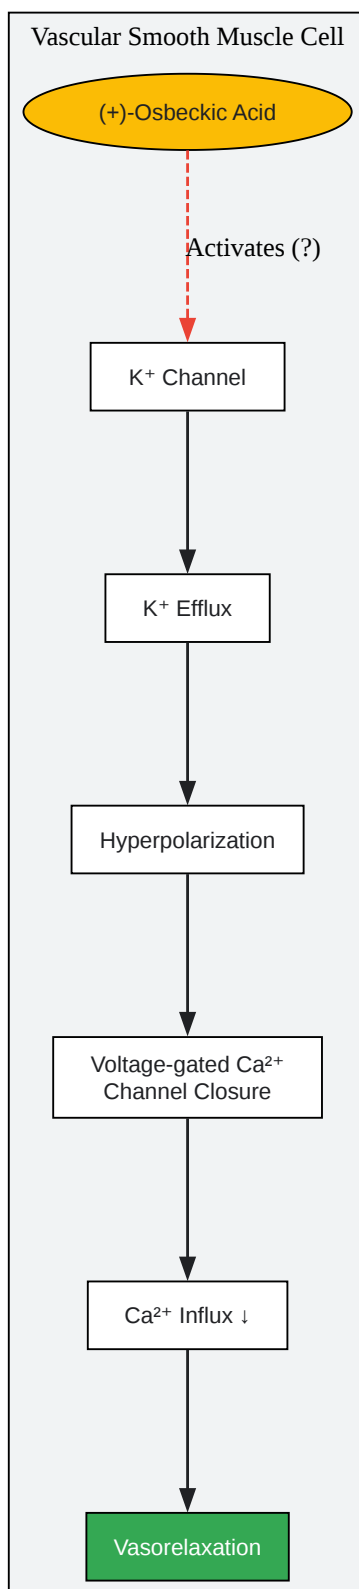 Vascular Smooth Muscle Cell
(+)-Osbeckic Acid
Activates (?)
K⁺ Channel
K⁺ Efflux
Hyperpolarization
Voltage-gated Ca²⁺
Channel Closure
Ca²⁺ Influx ↓
Vasorelaxation